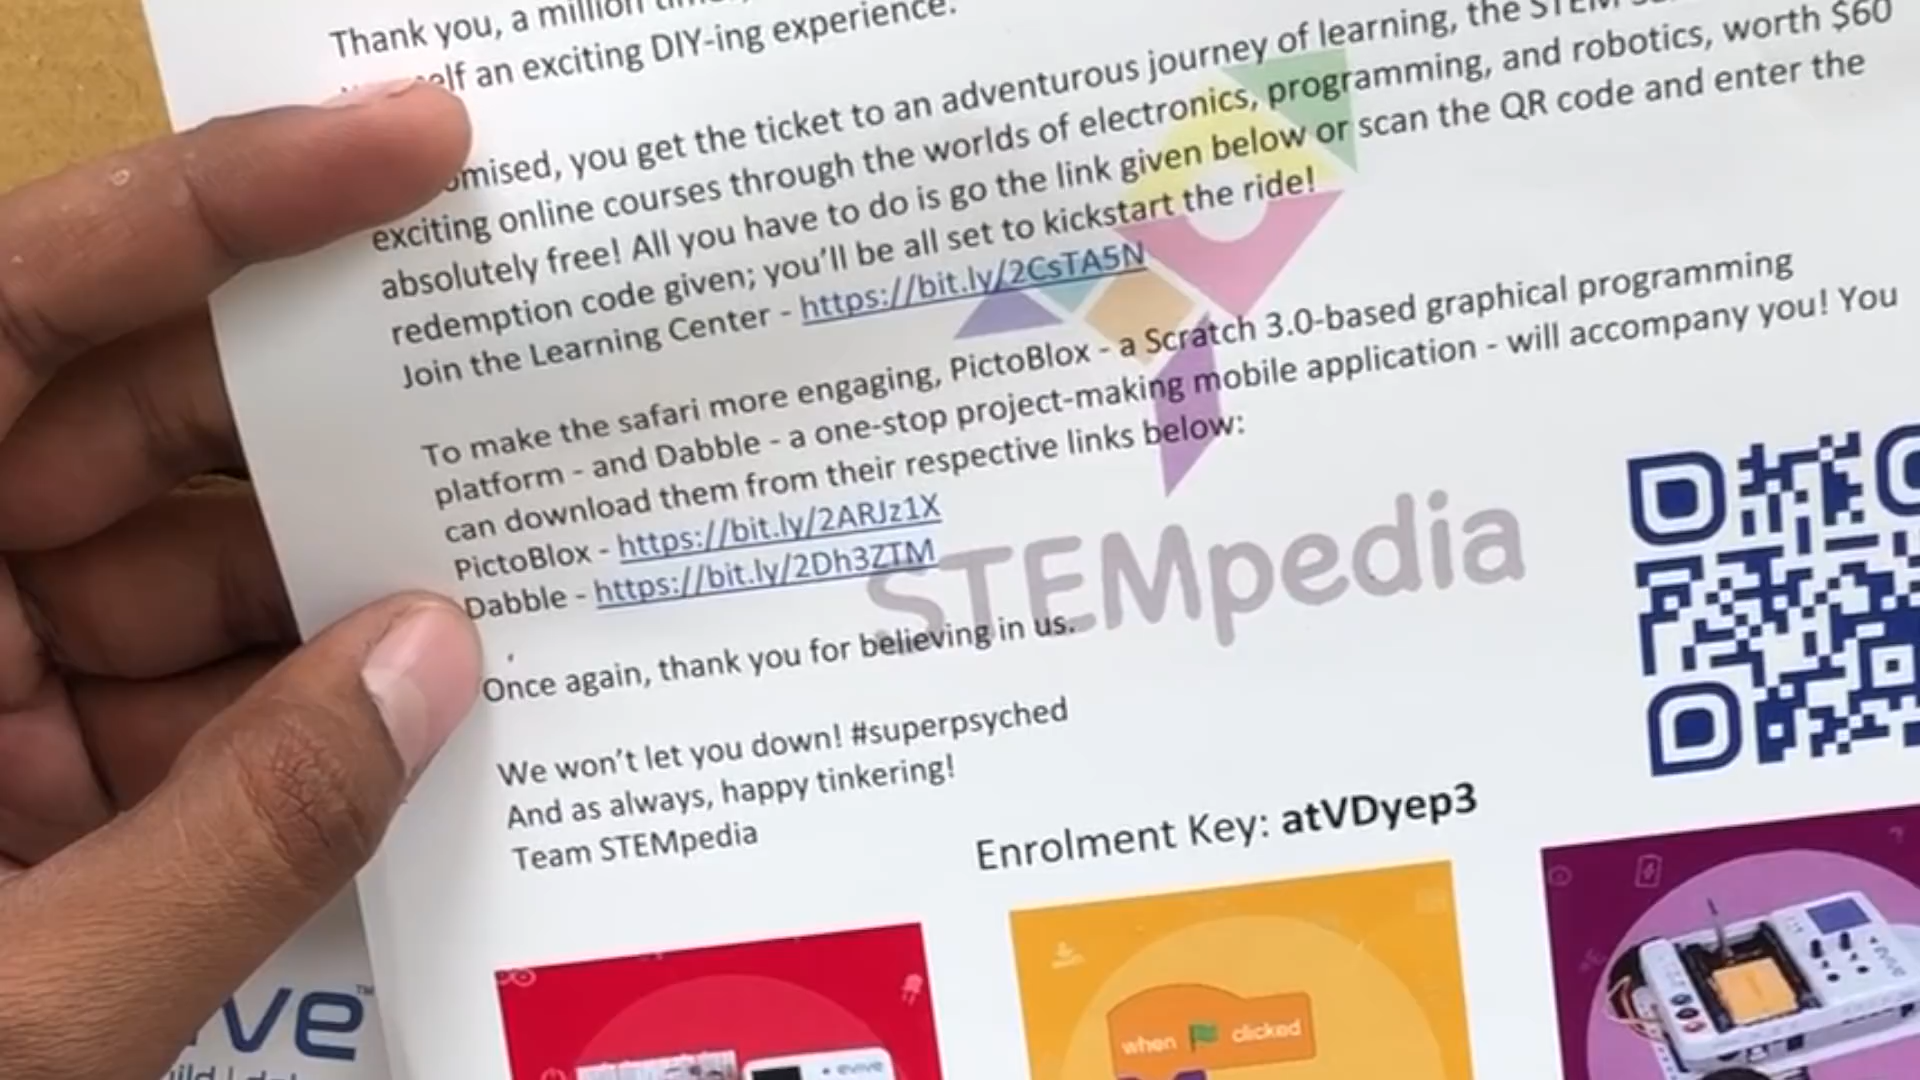 Thank you, a million
an exciting DIY-ing experience.
you get the ticket to an adventurous journey of learning, the STEM
exciting online courses through the worlds of electronics, programming, and robotics, worth $60
absolutely free! All you have to do is go the link given below or scan the QR code and enter the
redemption code given; you'll be all set to kickstart the ride!
Join the Learning Center - https://bit.ly/2CsTA5N
To make the safari more engaging, PictoBlox - a Scratch 3.0-based graphical programming
platform - and Dabble - a one-stop project-making mobile application - will accompany you! You
can download them from their respective links below:
PictoBlox - https://bit.ly/2ARJz1X
Dabble - https://bit.ly/2Dh3ZTM
STEMpedia
Once again, thank you for believing in us.
We won't let you down! #superpsyched
And as always, happy tinkering!
Team STEMpedia
Enrolment Key: atVDyep3
when clicked
evive
evive